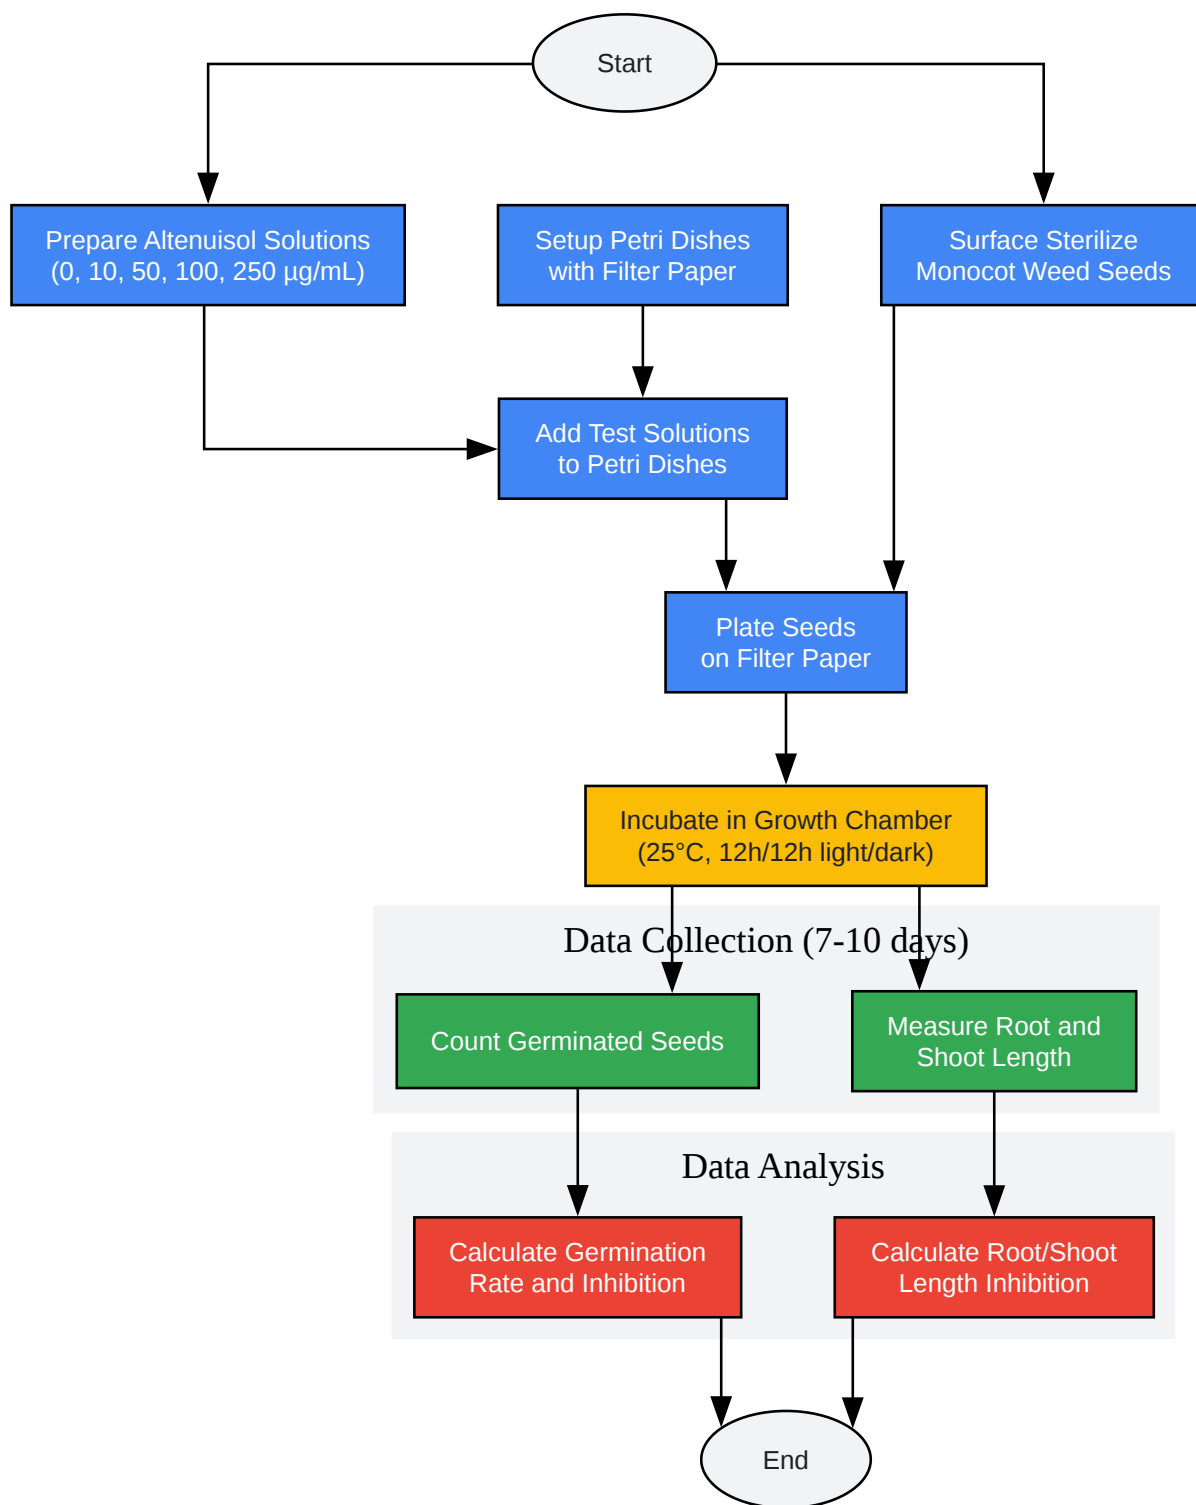 Start
Prepare Altenuisol Solutions
(0, 10, 50, 100, 250 µg/mL)
Setup Petri Dishes
with Filter Paper
Surface Sterilize
Monocot Weed Seeds
Add Test Solutions
to Petri Dishes
Plate Seeds
on Filter Paper
Incubate in Growth Chamber
(25°C, 12h/12h light/dark)
Data Collection (7-10 days)
Count Germinated Seeds
Measure Root and
Shoot Length
Data Analysis
Calculate Germination
Rate and Inhibition
Calculate Root/Shoot
Length Inhibition
End